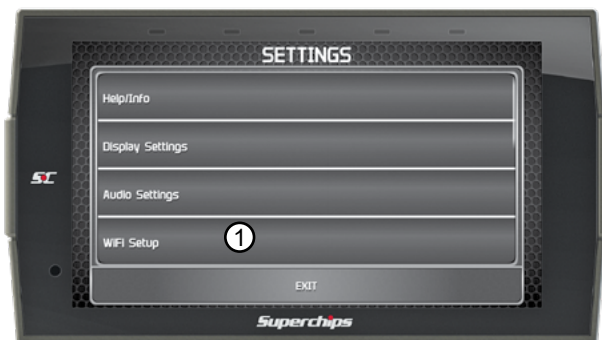 SETTINGS
Help/Info
Display Settings
SC
Audio Settings
WiFi Setup
1
EXIT
Superchips